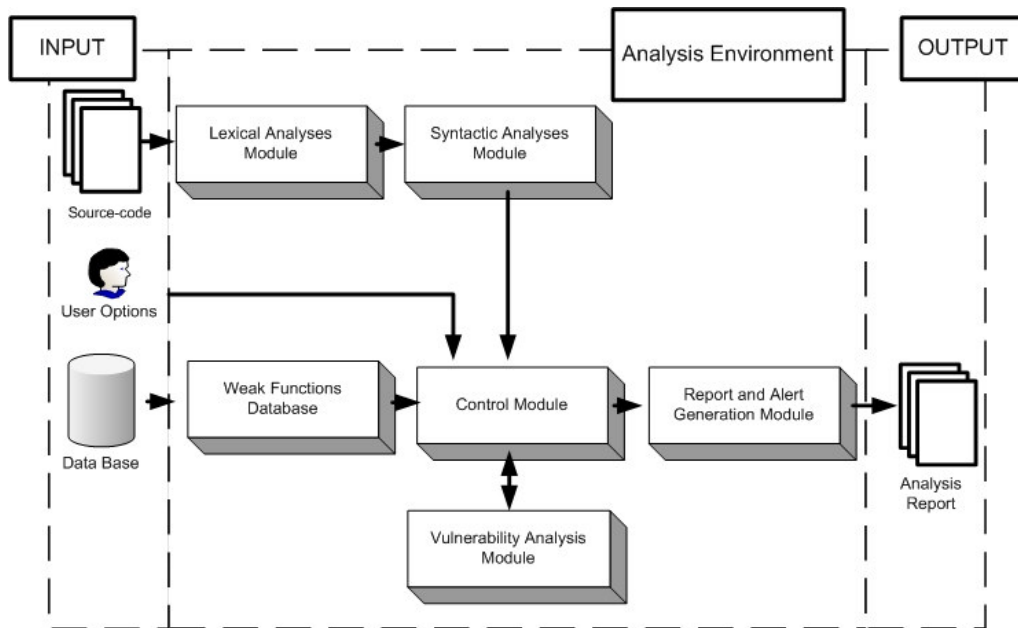 INPUT
Analysis Environment
OUTPUT
Lexical Analyses
Module
Syntactic Analyses
Module
Source-code
User Options
Weak Functions
Database
Control Module
Report and Alert
Generation Module
Data Base
Analysis
Report
Vulnerability Analysis
Module